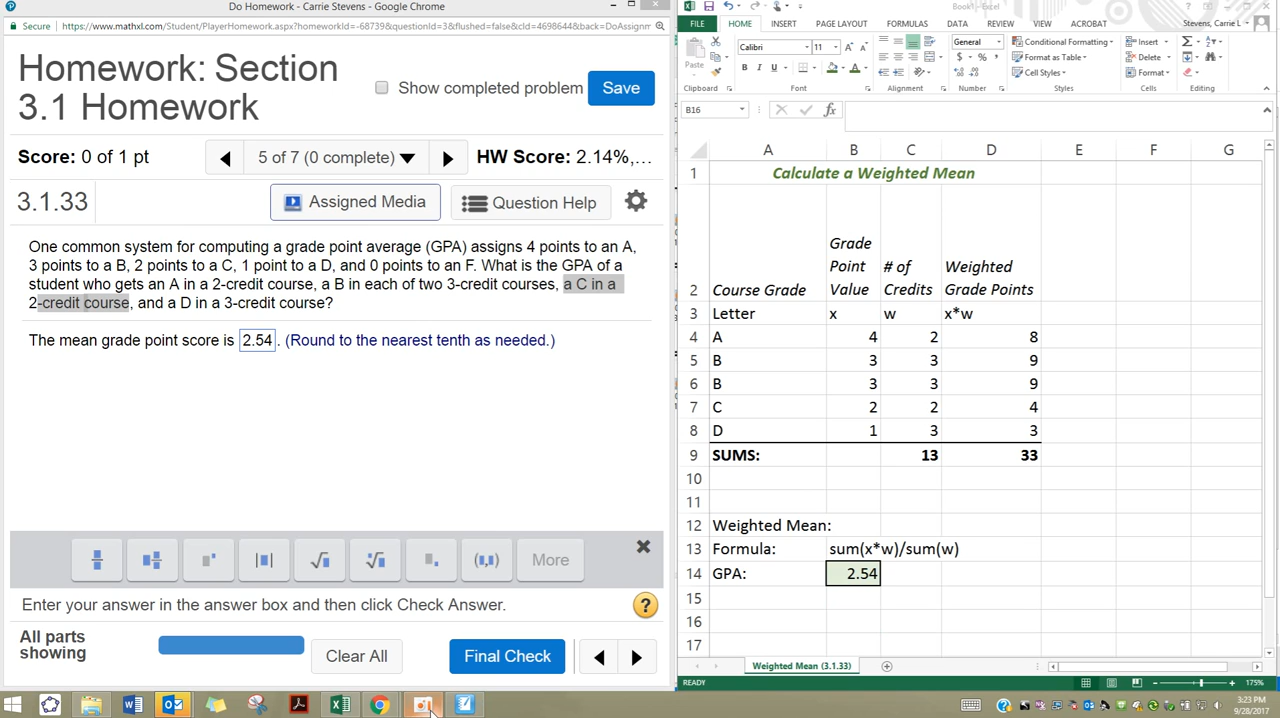 Do Homework - Carrie Stevens - Google Chrome
Secure https://www.mathxl.com/Student/PlayerHomework.aspx?homeworkId=-68739&questionId=3&flushed=false&cId=4698644&back=DoAssignm
Homework: Section
3.1 Homework
Show completed problem
Save
Score: 0 of 1 pt
5 of 7 (0 complete)
HW Score: 2.14%,...
3.1.33
Assigned Media
Question Help
One common system for computing a grade point average (GPA) assigns 4 points to an A,
3 points to a B, 2 points to a C, 1 point to a D, and 0 points to an F. What is the GPA of a
student who gets an A in a 2-credit course, a B in each of two 3-credit courses, a C in a
2-credit course, and a D in a 3-credit course?
The mean grade point score is 2.54. (Round to the nearest tenth as needed.)
More
Enter your answer in the answer box and then click Check Answer.
?
All parts
showing
Clear All
Final Check
Book1 - Excel
FILE HOME INSERT PAGE LAYOUT FORMULAS DATA REVIEW VIEW ACROBAT
Stevens, Carrie L
Paste
Calibri 11
B I U
General
$ % ,
Conditional Formatting
Format as Table
Cell Styles
Insert
Delete
Format
Clipboard Font Alignment Number Styles Cells Editing
B16
fx
A B C D E F G
1 Calculate a Weighted Mean
Grade
Point # of Weighted
2 Course Grade Value Credits Grade Points
3 Letter x w x*w
4 A 4 2 8
5 B 3 3 9
6 B 3 3 9
7 C 2 2 4
8 D 1 3 3
9 SUMS: 13 33
10
11
12 Weighted Mean:
13 Formula: sum(x*w)/sum(w)
14 GPA: 2.54
15
16
17
Weighted Mean (3.1.33)
READY
175%
3:23 PM
9/28/2017